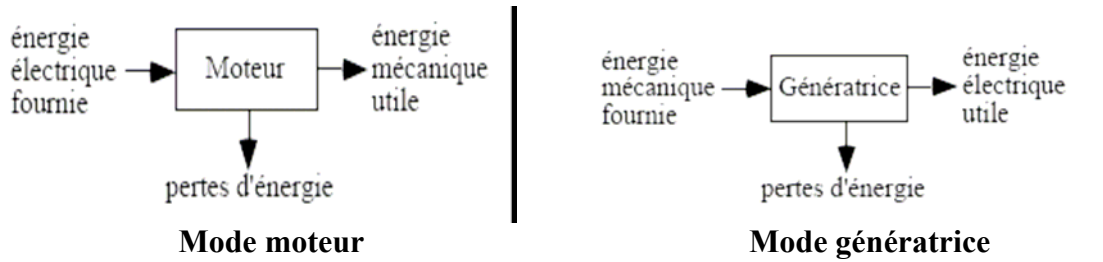 énergie
électrique
fournie
Moteur
énergie
mécanique
utile
pertes d'énergie
Mode moteur
énergie
mécanique
fournie
Génératrice
énergie
électrique
utile
pertes d'énergie
Mode génératrice